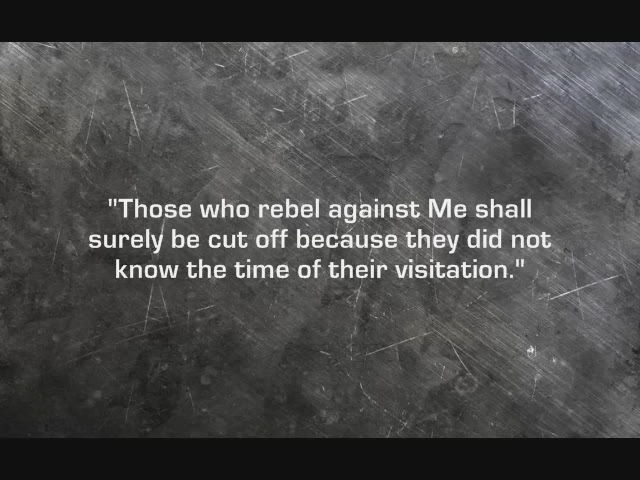 "Those who rebel against Me shall
surely be cut off because they did not
know the time of their visitation."